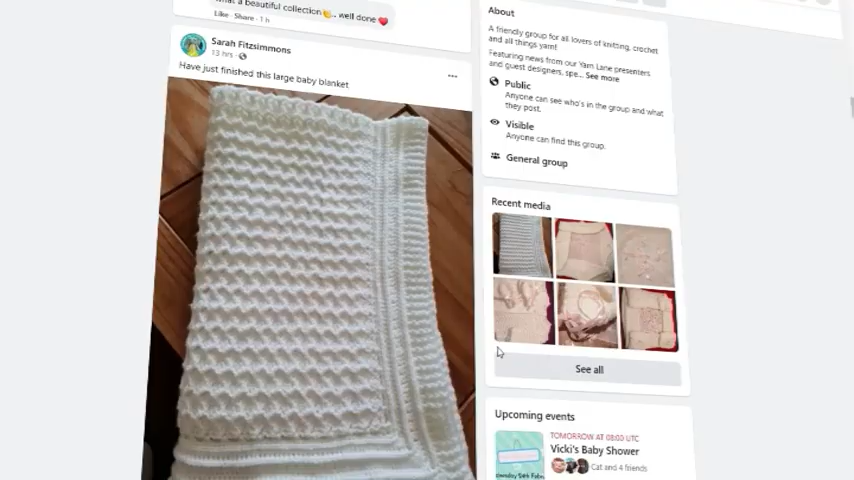 what a beautiful collection👏... well done ❤️
Like · Share · 1 h
Sarah Fitzsimmons
13 hrs ·
Have just finished this large baby blanket
About
A friendly group for all lovers of knitting, crochet
and all things yarn!
Featuring news from our Yarn Lane presenters
and guest designers, spe... See more
Public
Anyone can see who's in the group and what
they post.
Visible
Anyone can find this group.
General group
Recent media
See all
Upcoming events
TOMORROW AT 08:00 UTC
Vicki's Baby Shower
Cat and 4 friends